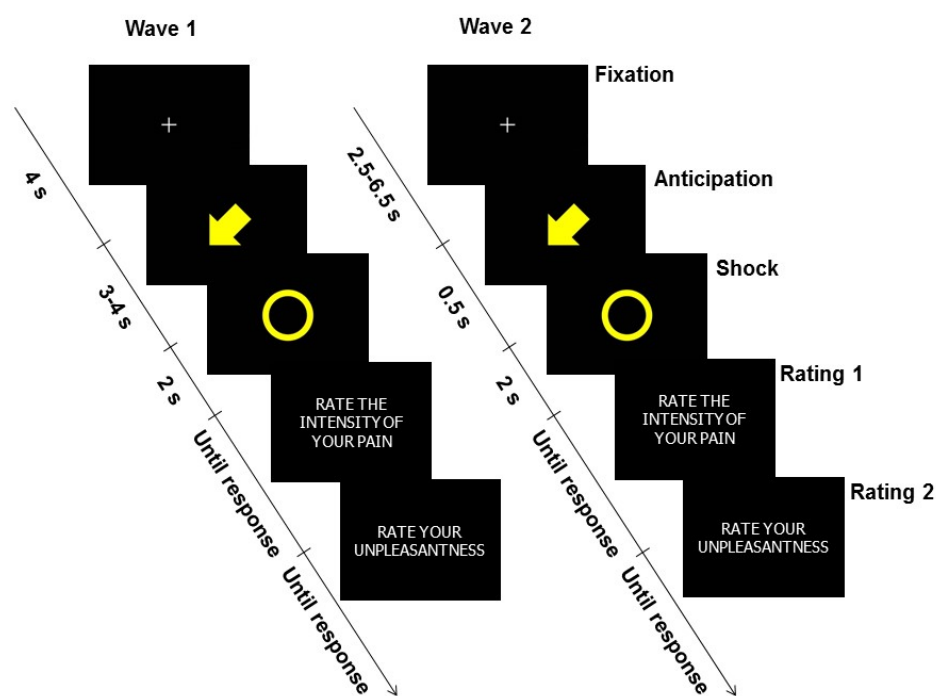 Wave 1
4 s
3-4 s
2 s
Until response
Until response
RATE THE
INTENSITY OF
YOUR PAIN
RATE YOUR
UNPLEASANTNESS
Wave 2
2.5-6.5 s
0.5 s
2 s
Until response
Until response
RATE THE
INTENSITY OF
YOUR PAIN
RATE YOUR
UNPLEASANTNESS
Fixation
Anticipation
Shock
Rating 1
Rating 2